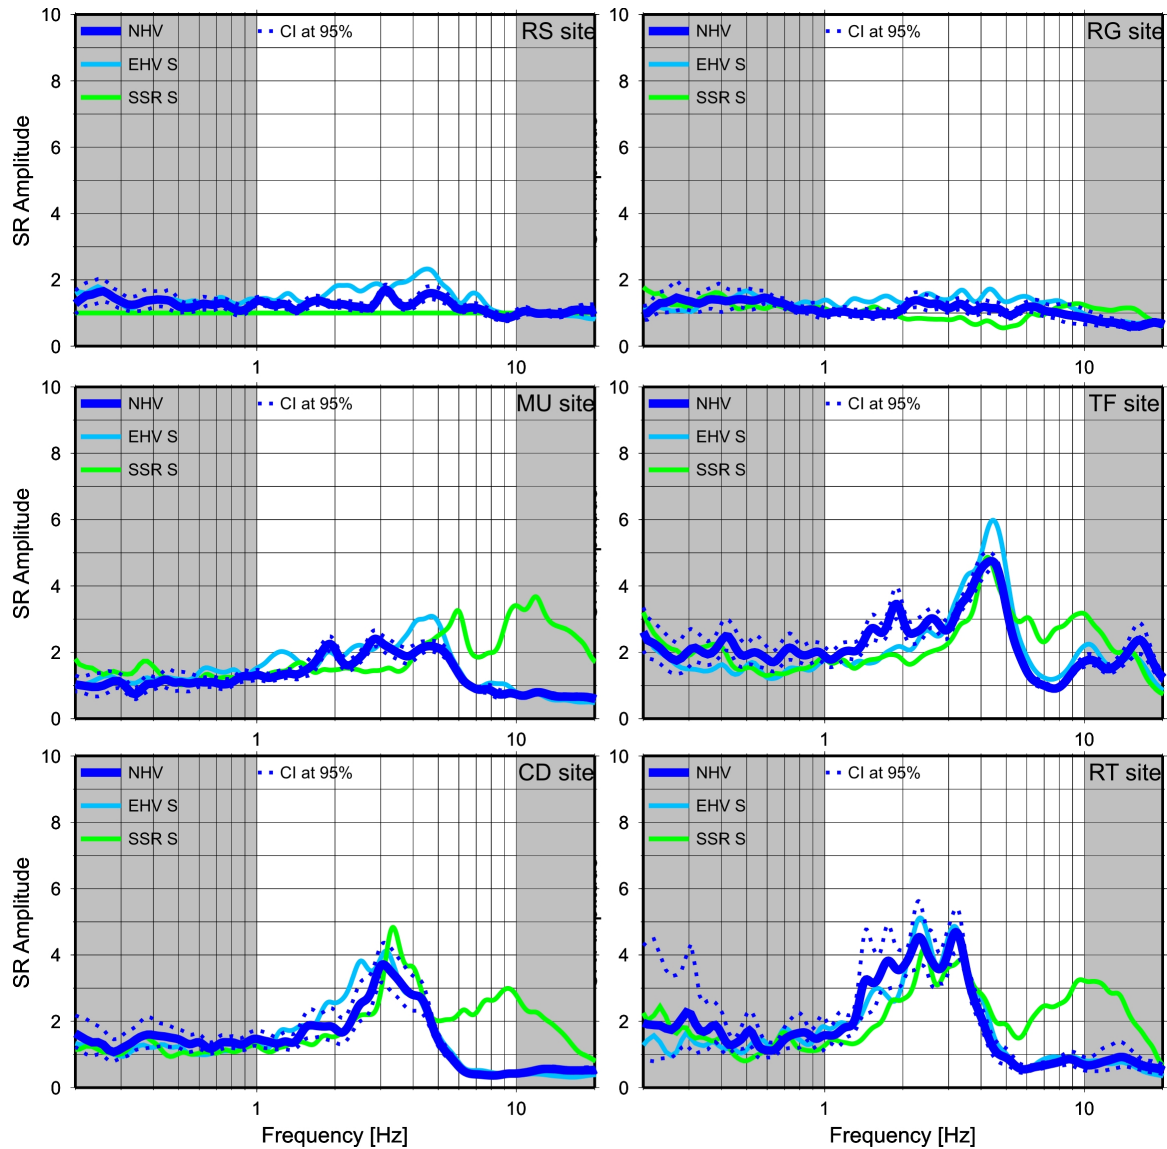 10
8
6
4
2
0
SR Amplitude
NHV
CI at 95%
RS site
EHV S
SSR S
1
10
10
8
6
4
2
0
NHV
CI at 95%
RG site
EHV S
SSR S
1
10
10
8
6
4
2
0
SR Amplitude
NHV
CI at 95%
MU site
EHV S
SSR S
1
10
10
8
6
4
2
0
NHV
CI at 95%
TF site
EHV S
SSR S
1
10
10
8
6
4
2
0
SR Amplitude
NHV
CI at 95%
CD site
EHV S
SSR S
1
10
Frequency [Hz]
10
8
6
4
2
0
NHV
CI at 95%
RT site
EHV S
SSR S
1
10
Frequency [Hz]